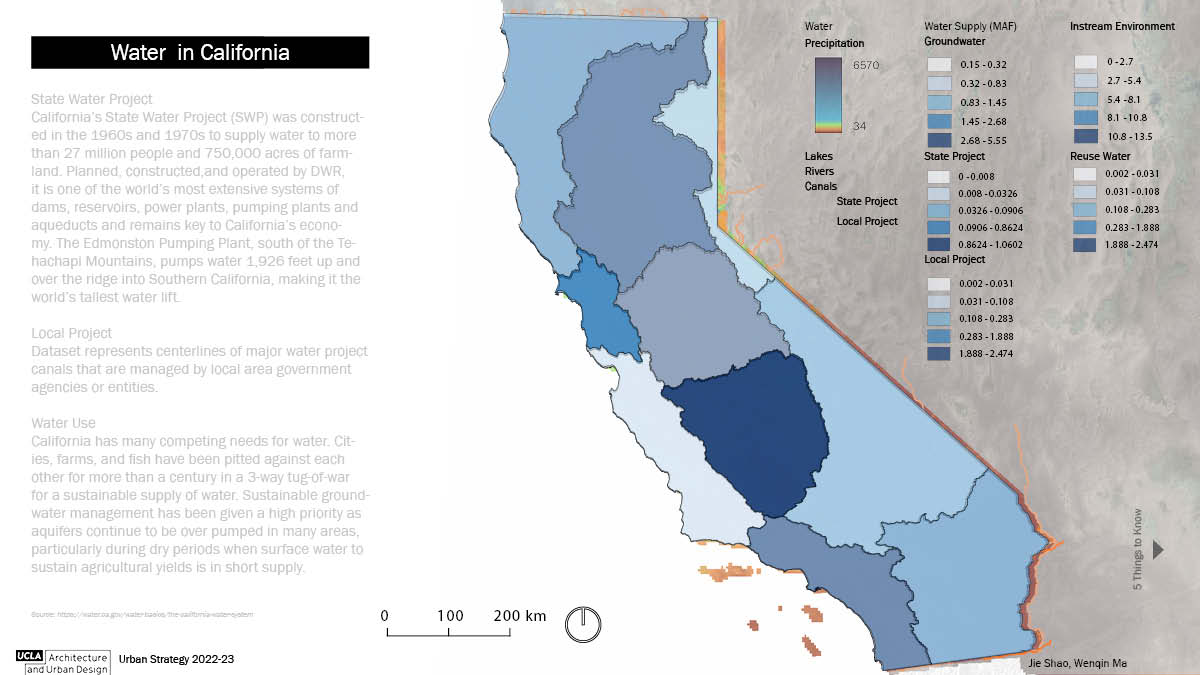 Water in California
State Water Project
California's State Water Project (SWP) was construct-
ed in the 1960s and 1970s to supply water to more
than 27 million people and 750,000 acres of farm-
land. Planned, constructed,and operated by DWR,
it is one of the world's most extensive systems of
dams, reservoirs, power plants, pumping plants and
aqueducts and remains key to California's econo-
my. The Edmonston Pumping Plant, south of the Te-
hachapi Mountains, pumps water 1,926 feet up and
over the ridge into Southern California, making it the
world's tallest water lift.
Local Project
Dataset represents centerlines of major water project
canals that are managed by local area government
agencies or entities.
Water Use
California has many competing needs for water. Cit-
ies, farms, and fish have been pitted against each
other for more than a century in a 3-way tug-of-war
for a sustainable supply of water. Sustainable ground-
water management has been given a high priority as
aquifers continue to be over pumped in many areas,
particularly during dry periods when surface water to
sustain agricultural yields is in short supply.
Source: https://water.ca.gov/water-basics/the-california-water-system
UCLA Architecture
and Urban Design
Urban Strategy 2022-23
0 100 200 km
Water
Precipitation
6570
34
Lakes
Rivers
Canals
State Project
Local Project
Water Supply (MAF)
Groundwater
0.15 - 0.32
0.32 - 0.83
0.83 - 1.45
1.45 - 2.68
2.68 - 5.55
State Project
0 - 0.008
0.008 - 0.0326
0.0326 - 0.0906
0.0906 - 0.8624
0.8624 - 1.0602
Local Project
0.002 - 0.031
0.031 - 0.108
0.108 - 0.283
0.283 - 1.888
1.888 - 2.474
Instream Environment
0 - 2.7
2.7 - 5.4
5.4 - 8.1
8.1 - 10.8
10.8 - 13.5
Reuse Water
0.002 - 0.031
0.031 - 0.108
0.108 - 0.283
0.283 - 1.888
1.888 - 2.474
5 Things to Know
Jie Shao, Wenqin Ma